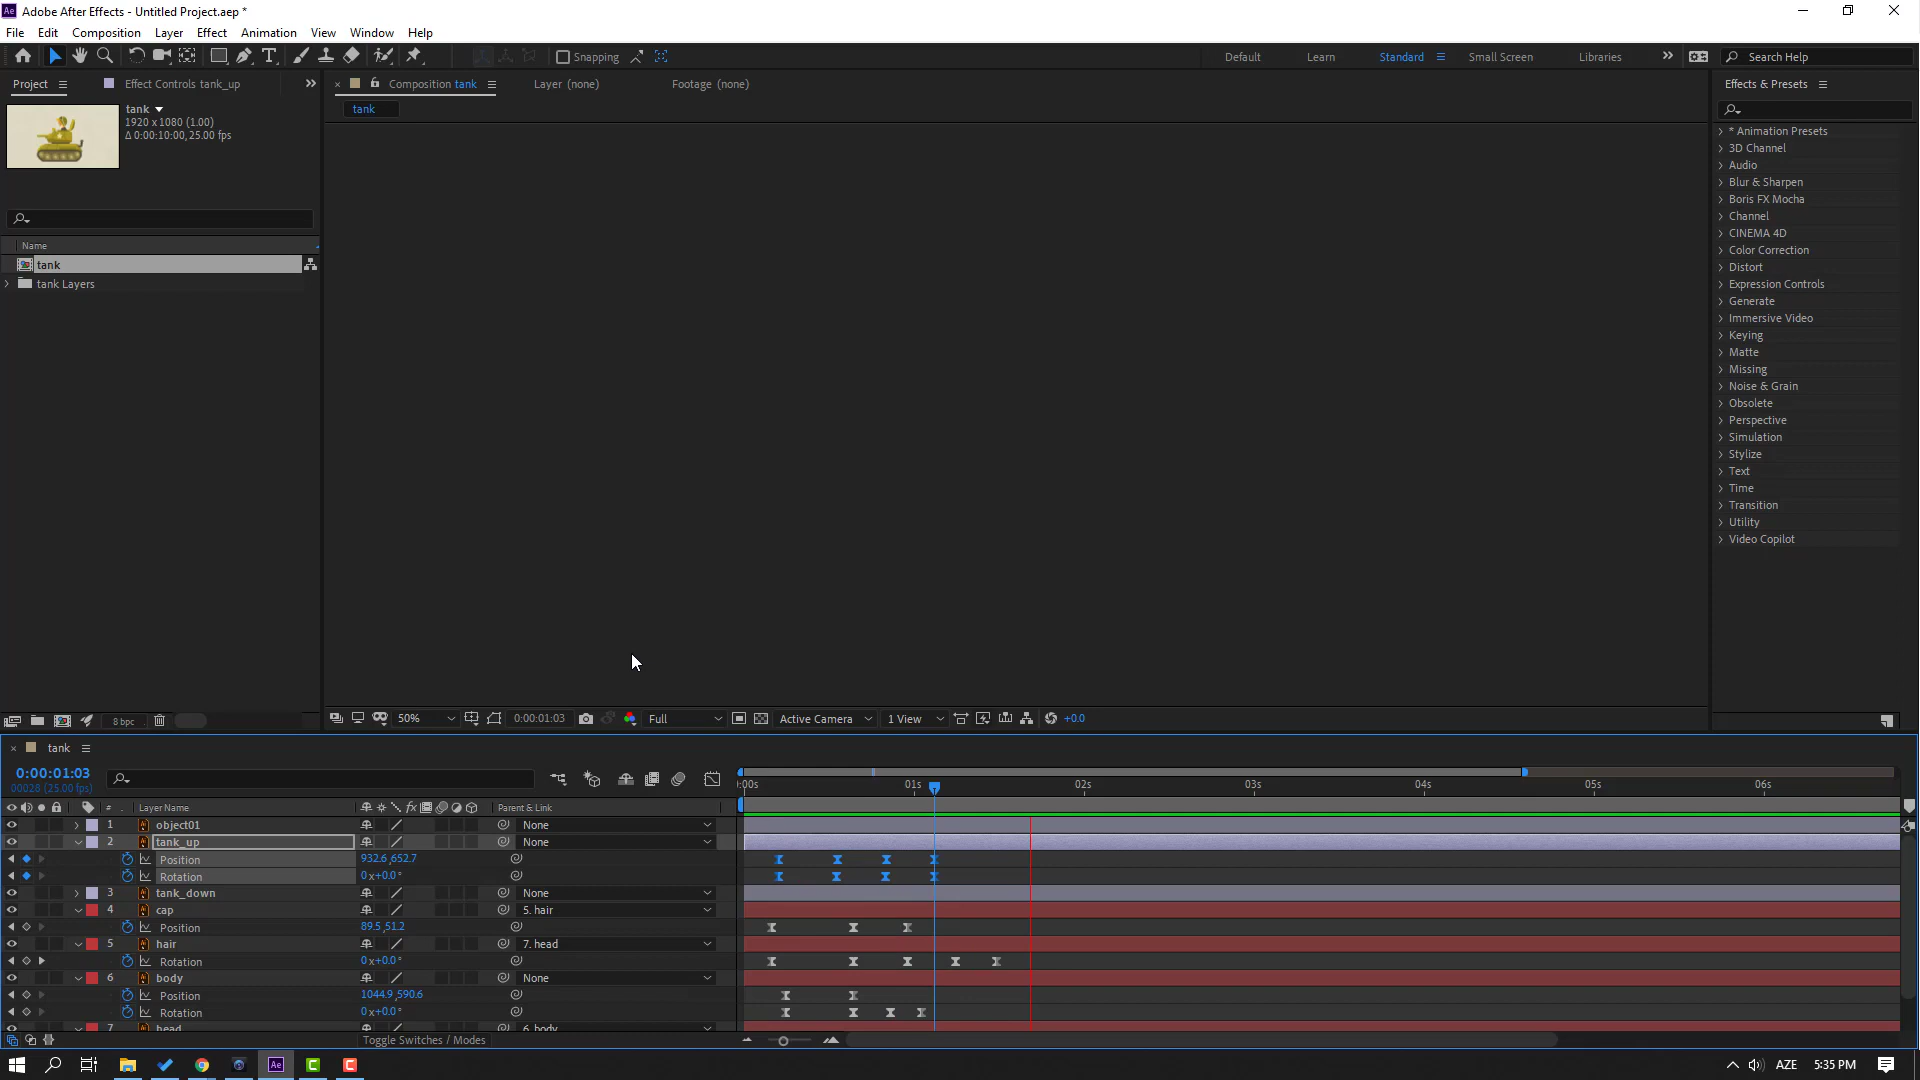 Ae Adobe After Effects - Untitled Project.aep *
File Edit Composition Layer Effect Animation View Window Help
Snapping Default Learn Standard Small Screen Libraries Search Help
Project Effect Controls tank_up Composition tank Layer (none) Footage (none) Effects & Presets
tank
1920 x 1080 (1.00)
Δ 0:00:10:00, 25.00 fps
tank
Name
tank
tank Layers
* Animation Presets
3D Channel
Audio
Blur & Sharpen
Boris FX Mocha
Channel
CINEMA 4D
Color Correction
Distort
Expression Controls
Generate
Immersive Video
Keying
Matte
Missing
Noise & Grain
Obsolete
Perspective
Simulation
Stylize
Text
Time
Transition
Utility
Video Copilot
8 bpc 50% 0:00:01:03 Full Active Camera 1 View +0.0
tank
0:00:01:03
00028 (25.00 fps)
:00s 01s 02s 03s 04s 05s 06s
# Layer Name fx Parent & Link
1 object01 None
2 tank_up None
Position 932.6,652.7
Rotation 0x+0.0°
3 tank_down None
4 cap 5. hair
Position 89.5,51.2
5 hair 7. head
Rotation 0x+0.0°
6 body None
Position 1044.9,590.6
Rotation 0x+0.0°
7 head 6. body
Toggle Switches / Modes
Ae AZE 5:35 PM